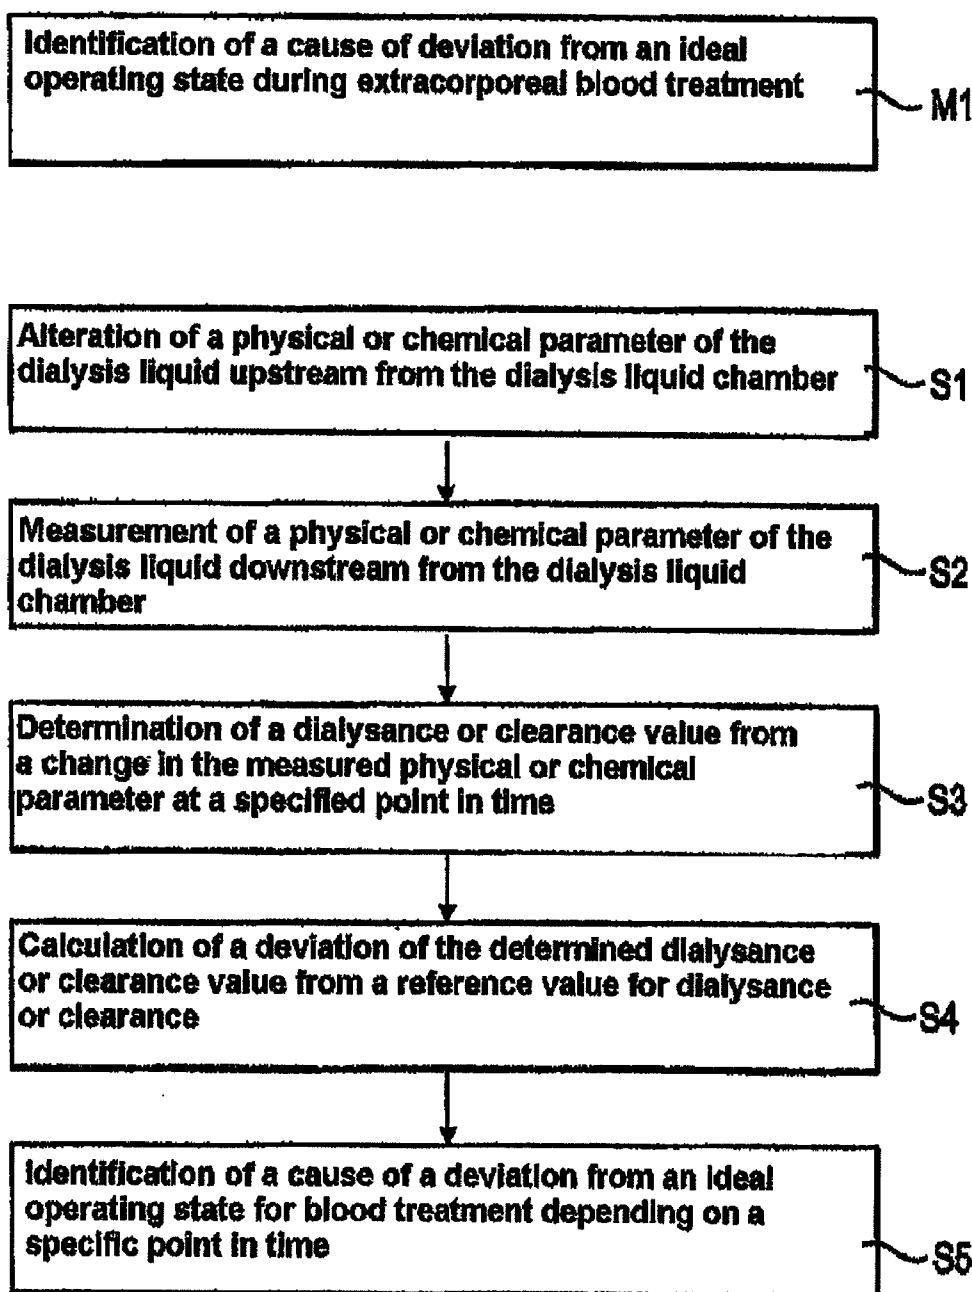 Identification of a cause of deviation from an ideal
operating state during extracorporeal blood treatment
M1
Alteration of a physical or chemical parameter of the
dialysis liquid upstream from the dialysis liquid chamber
S1
Measurement of a physical or chemical parameter of the
dialysis liquid downstream from the dialysis liquid
chamber
S2
Determination of a dialysance or clearance value from
a change in the measured physical or chemical
parameter at a specified point in time
S3
Calculation of a deviation of the determined dialysance
or clearance value from a reference value for dialysance
or clearance
S4
Identification of a cause of a deviation from an ideal
operating state for blood treatment depending on a
specific point in time
S5